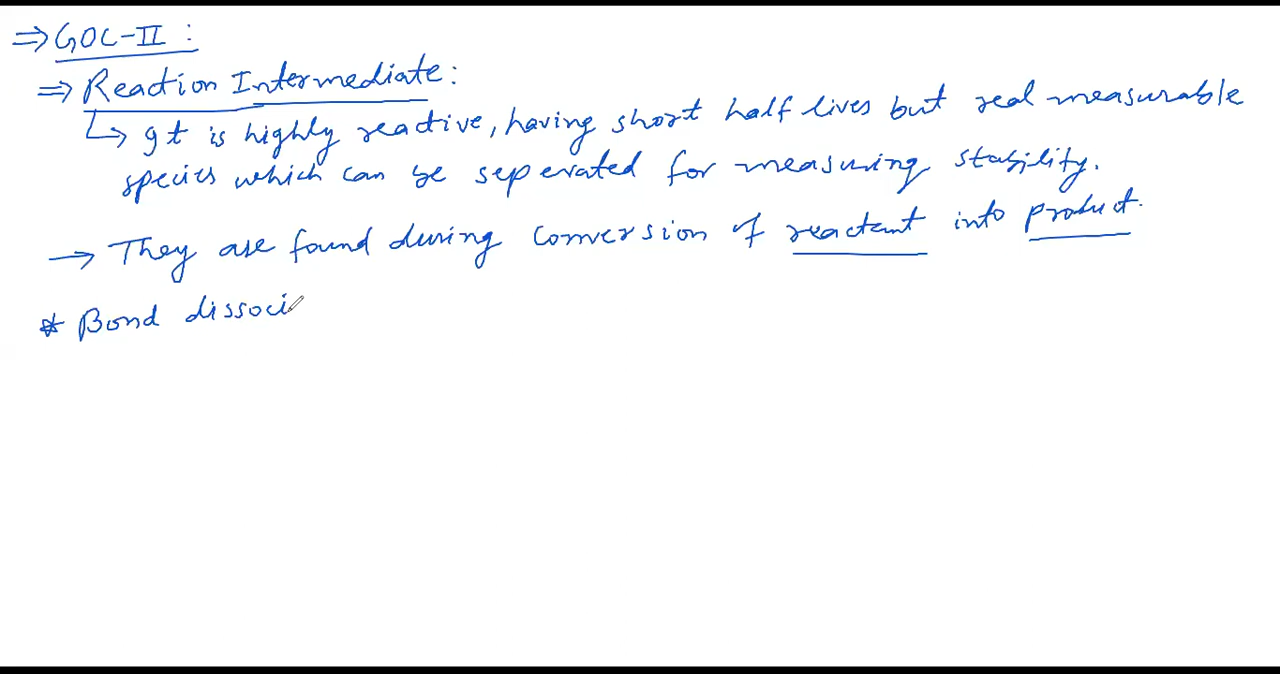 ⇒ GOC-II :
⇒ Reaction Intermediate :
↳ It is highly reactive, having short half lives but real measurable
species which can be seperated for measuring stability.
→ They are found during conversion of reactant into product.
* Bond dissoci